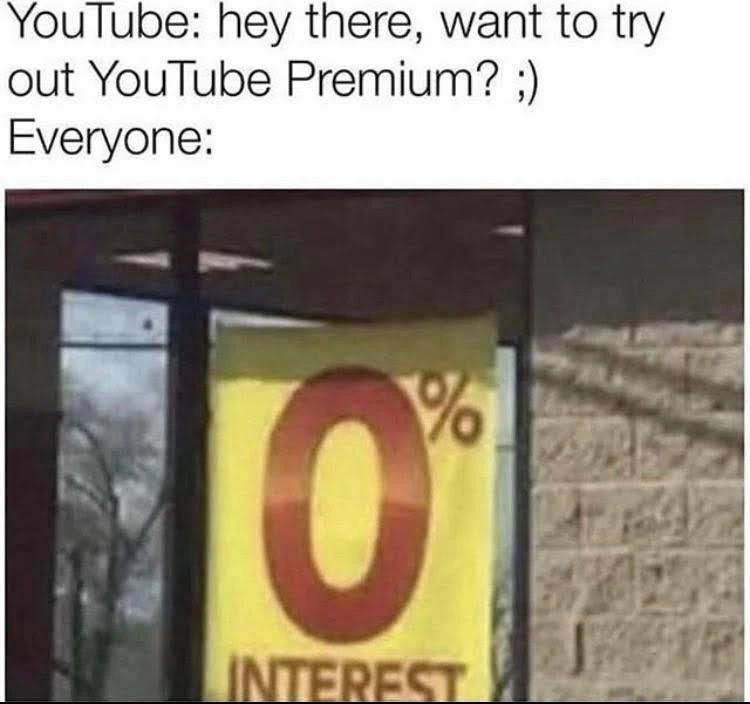 YouTube: hey there, want to try
out YouTube Premium? ;)
Everyone:
0%
INTEREST